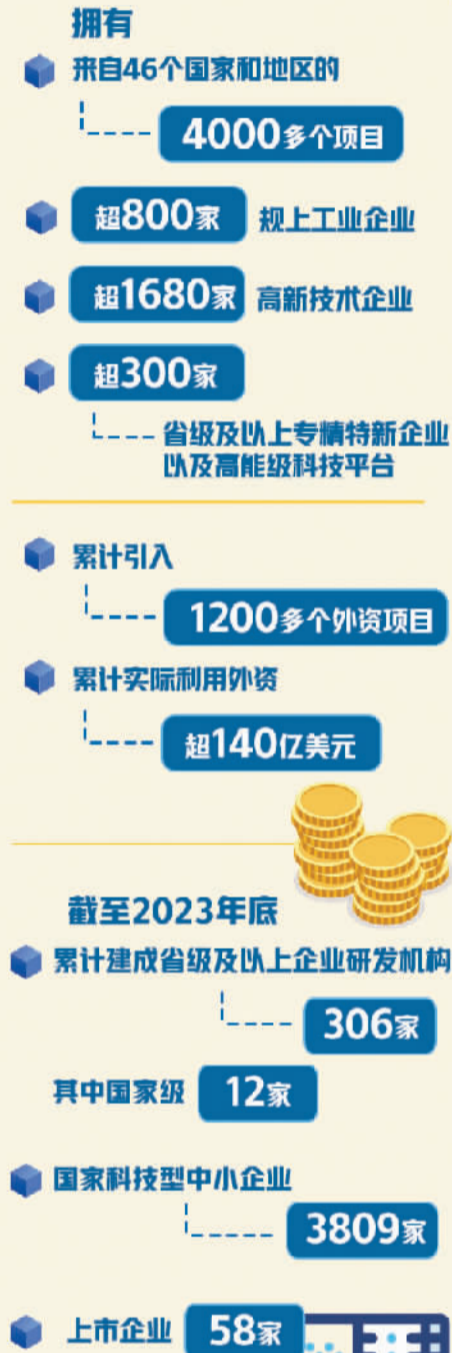 拥有
来自46个国家和地区的
4000多个项目
超800家 规上工业企业
超1680家 高新技术企业
超300家
省级及以上专精特新企业
以及高能级科技平台
累计引入
1200多个外资项目
累计实际利用外资
超140亿美元
截至2023年底
累计建成省级及以上企业研发机构
306家
其中国家级 12家
国家科技型中小企业
3809家
上市企业 58家